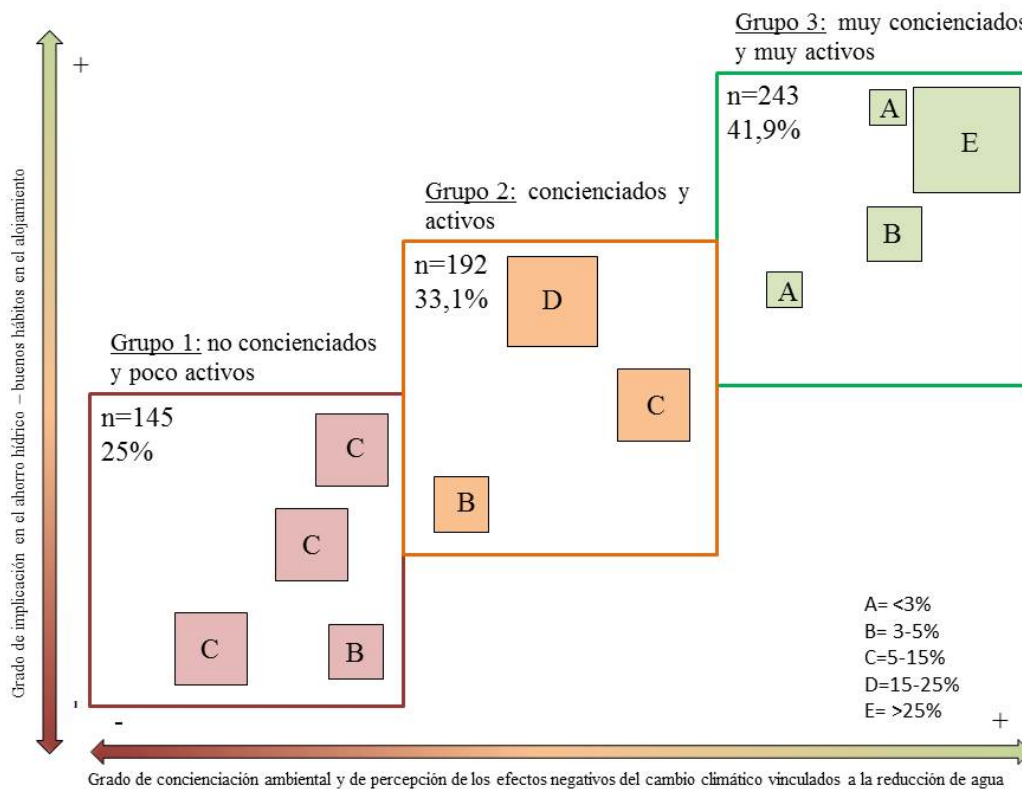 Grupo 3: muy concienciados
y muy activos
+
n=243
41,9%
A
E
B
A
Grupo 2: concienciados y
activos
n=192
33,1%
D
C
B
Grupo 1: no concienciados
y poco activos
n=145
25%
C
C
C
B
A= <3%
B= 3-5%
C=5-15%
D=15-25%
E= >25%
Grado de implicación en el ahorro hídrico – buenos hábitos en el alojamiento
-
-
+
Grado de concienciación ambiental y de percepción de los efectos negativos del cambio climático vinculados a la reducción de agua